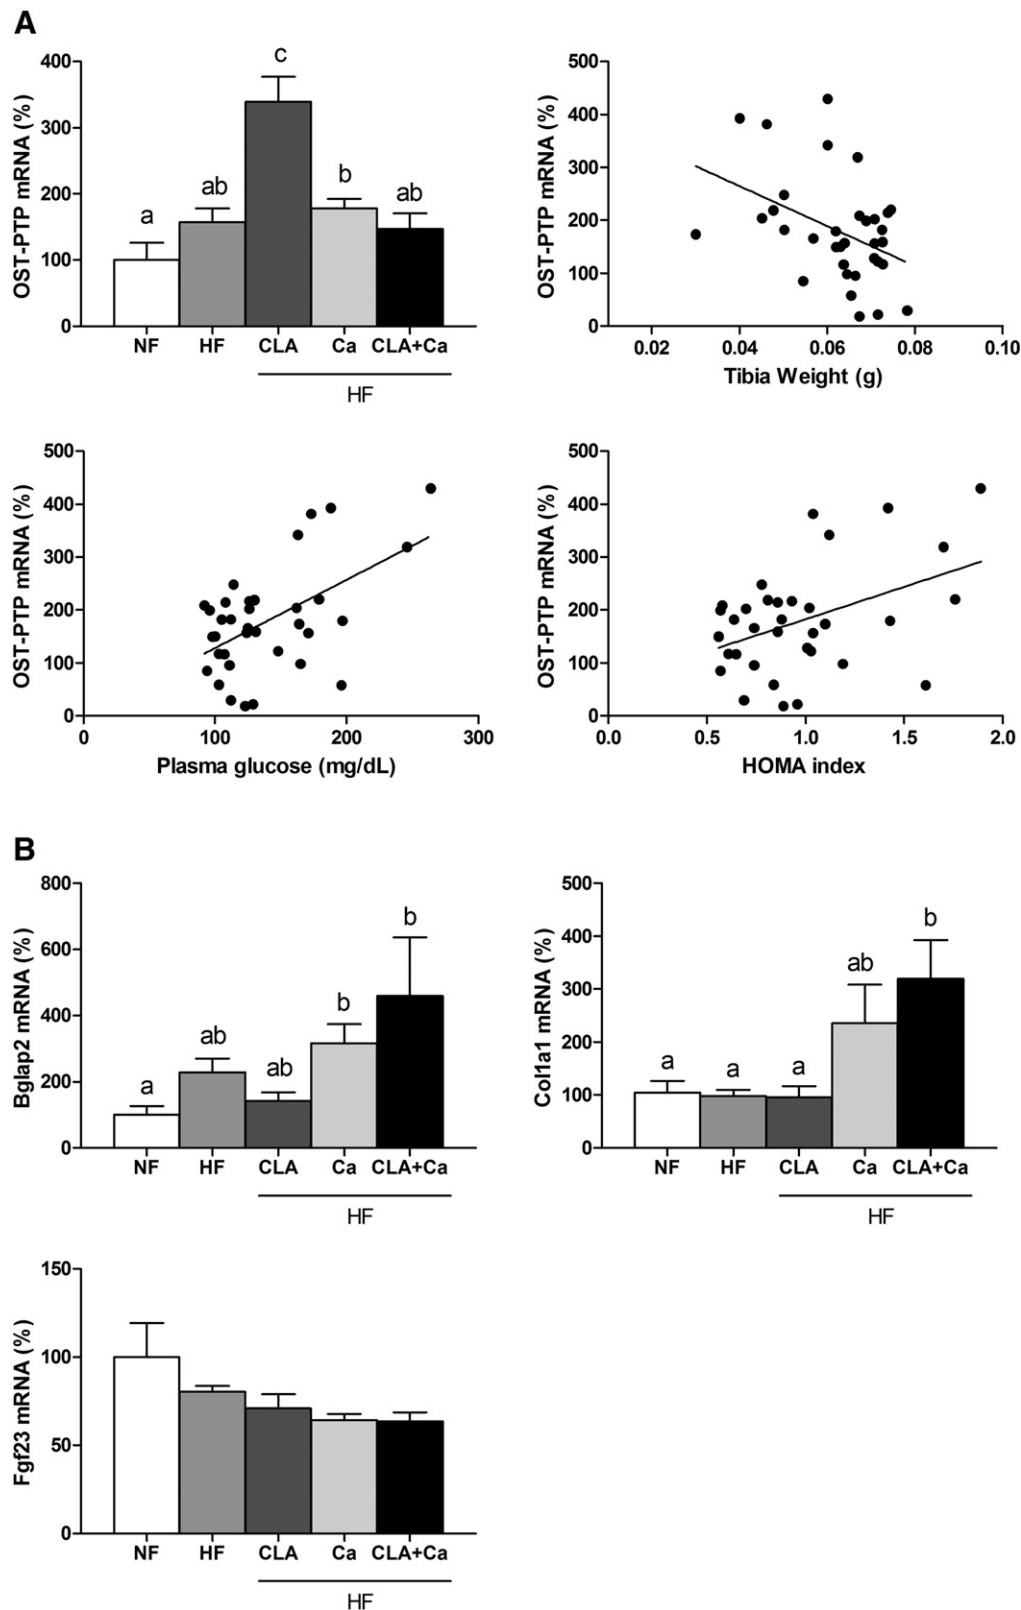 A
OST-PTP mRNA (%)
400
300
200
100
0
a
ab
c
b
ab
NF HF CLA Ca CLA+Ca
HF
OST-PTP mRNA (%)
500
400
300
200
100
0
0.02 0.04 0.06 0.08 0.10
Tibia Weight (g)
OST-PTP mRNA (%)
500
400
300
200
100
0
0 100 200 300
Plasma glucose (mg/dL)
OST-PTP mRNA (%)
500
400
300
200
100
0
0.0 0.5 1.0 1.5 2.0
HOMA index
B
Bglap2 mRNA (%)
800
600
400
200
0
a
ab
ab
b
b
NF HF CLA Ca CLA+Ca
HF
Col1a1 mRNA (%)
500
400
300
200
100
0
a
a
a
ab
b
NF HF CLA Ca CLA+Ca
HF
Fgf23 mRNA (%)
150
100
50
0
NF HF CLA Ca CLA+Ca
HF